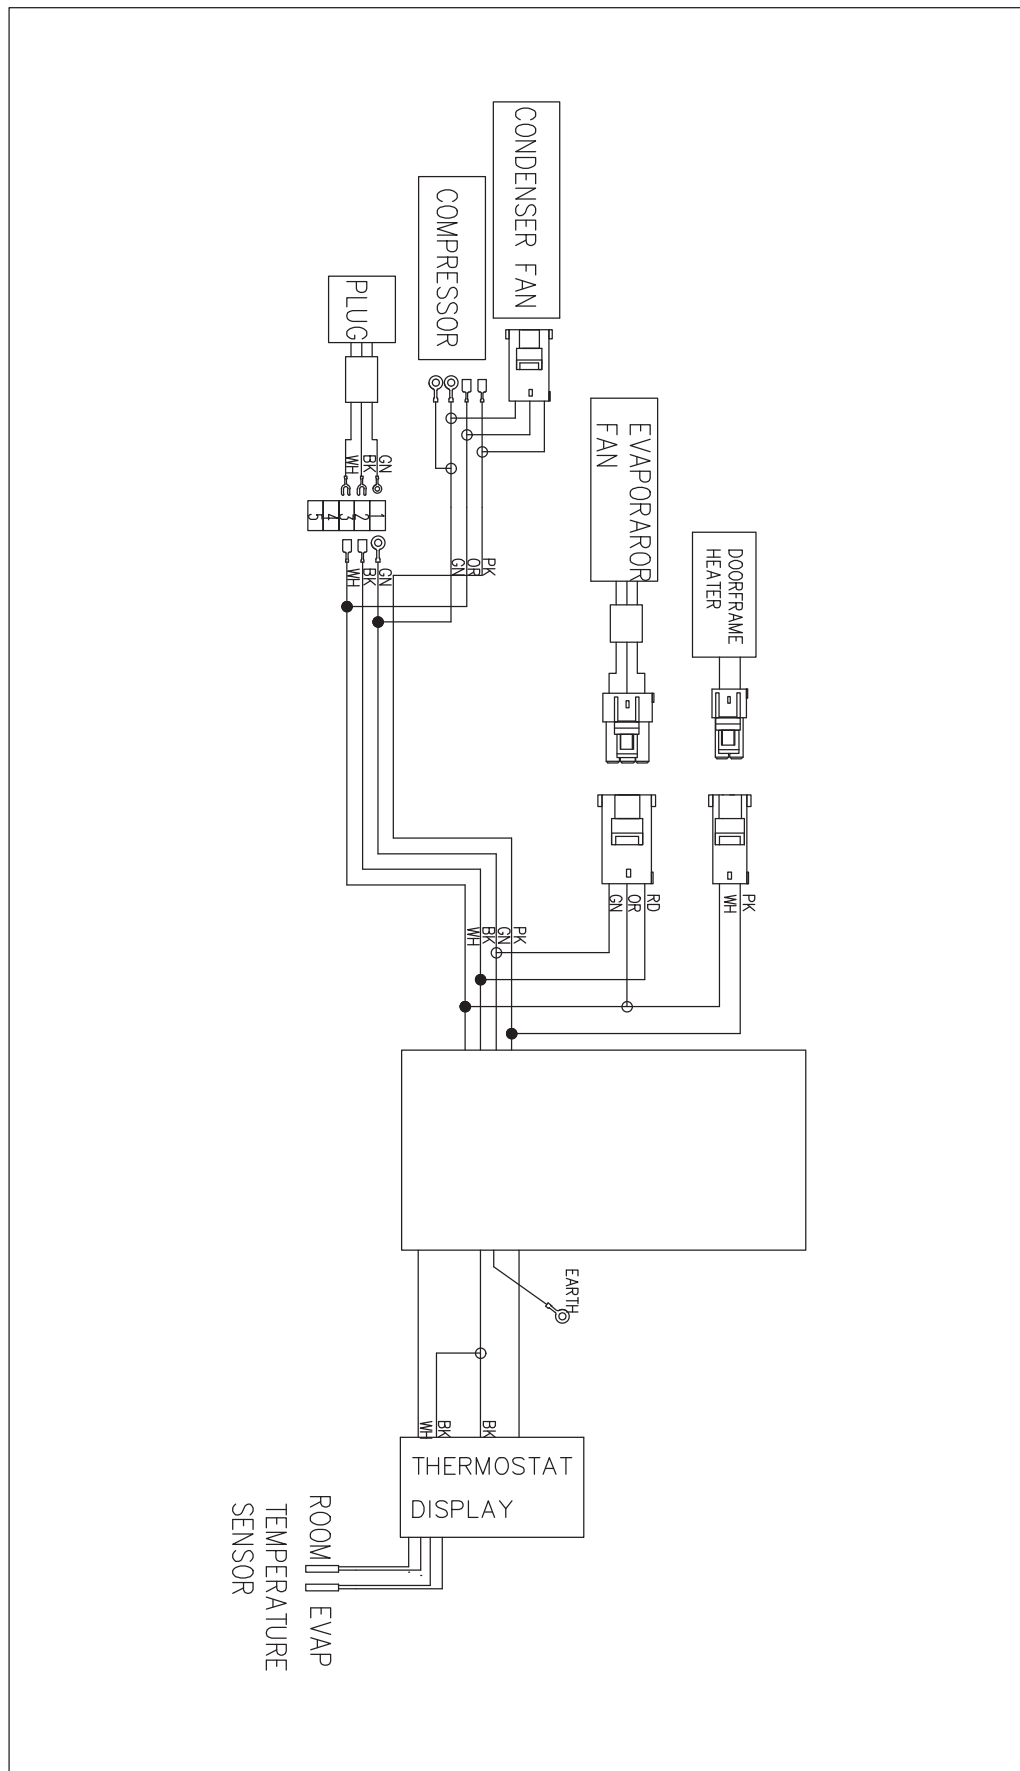 CONDENSER FAN
COMPRESSOR
PLUG
WH
BK
GN
5
4
3
2
1
WH
BK
GN
GN
OR
PK
EVAPORAROR
FAN
DOORFRAME
HEATER
GN
OR
RD
WH
PK
WH
BK
GN
PK
EARTH
WH
BK
BK
THERMOSTAT
DISPLAY
ROOM
EVAP
TEMPERATURE
SENSOR